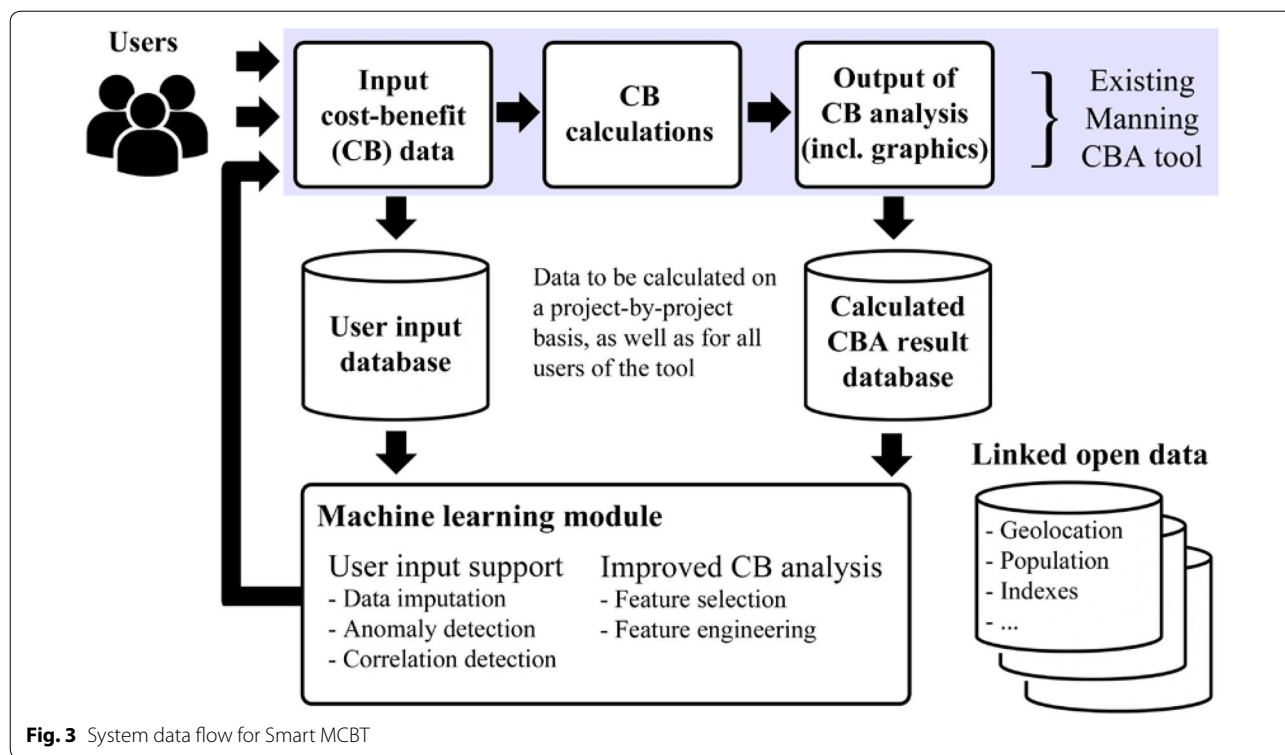 Users
Input
cost-benefit
(CB) data
CB
calculations
Output of
CB analysis
(incl. graphics)
Existing
Manning
CBA tool
User input
database
Data to be calculated on
a project-by-project
basis, as well as for all
users of the tool
Calculated
CBA result
database
Linked open data
- Geolocation
- Population
- Indexes
- ...
Machine learning module
User input support
- Data imputation
- Anomaly detection
- Correlation detection
Improved CB analysis
- Feature selection
- Feature engineering
Fig. 3 System data flow for Smart MCBT